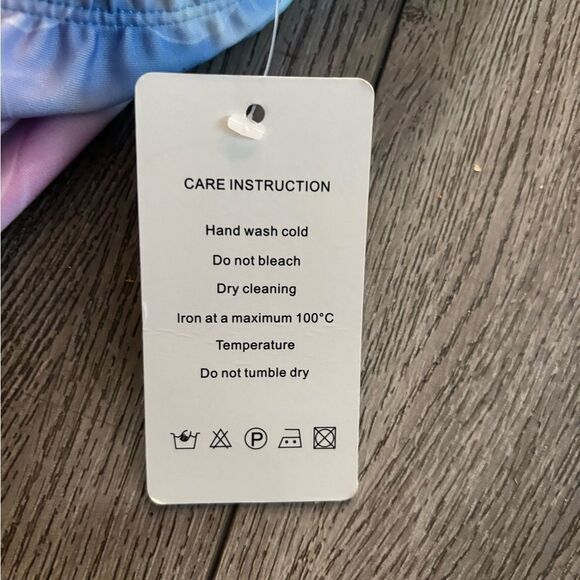 CARE INSTRUCTION
Hand wash cold
Do not bleach
Dry cleaning
Iron at a maximum 100°C
Temperature
Do not tumble dry
P